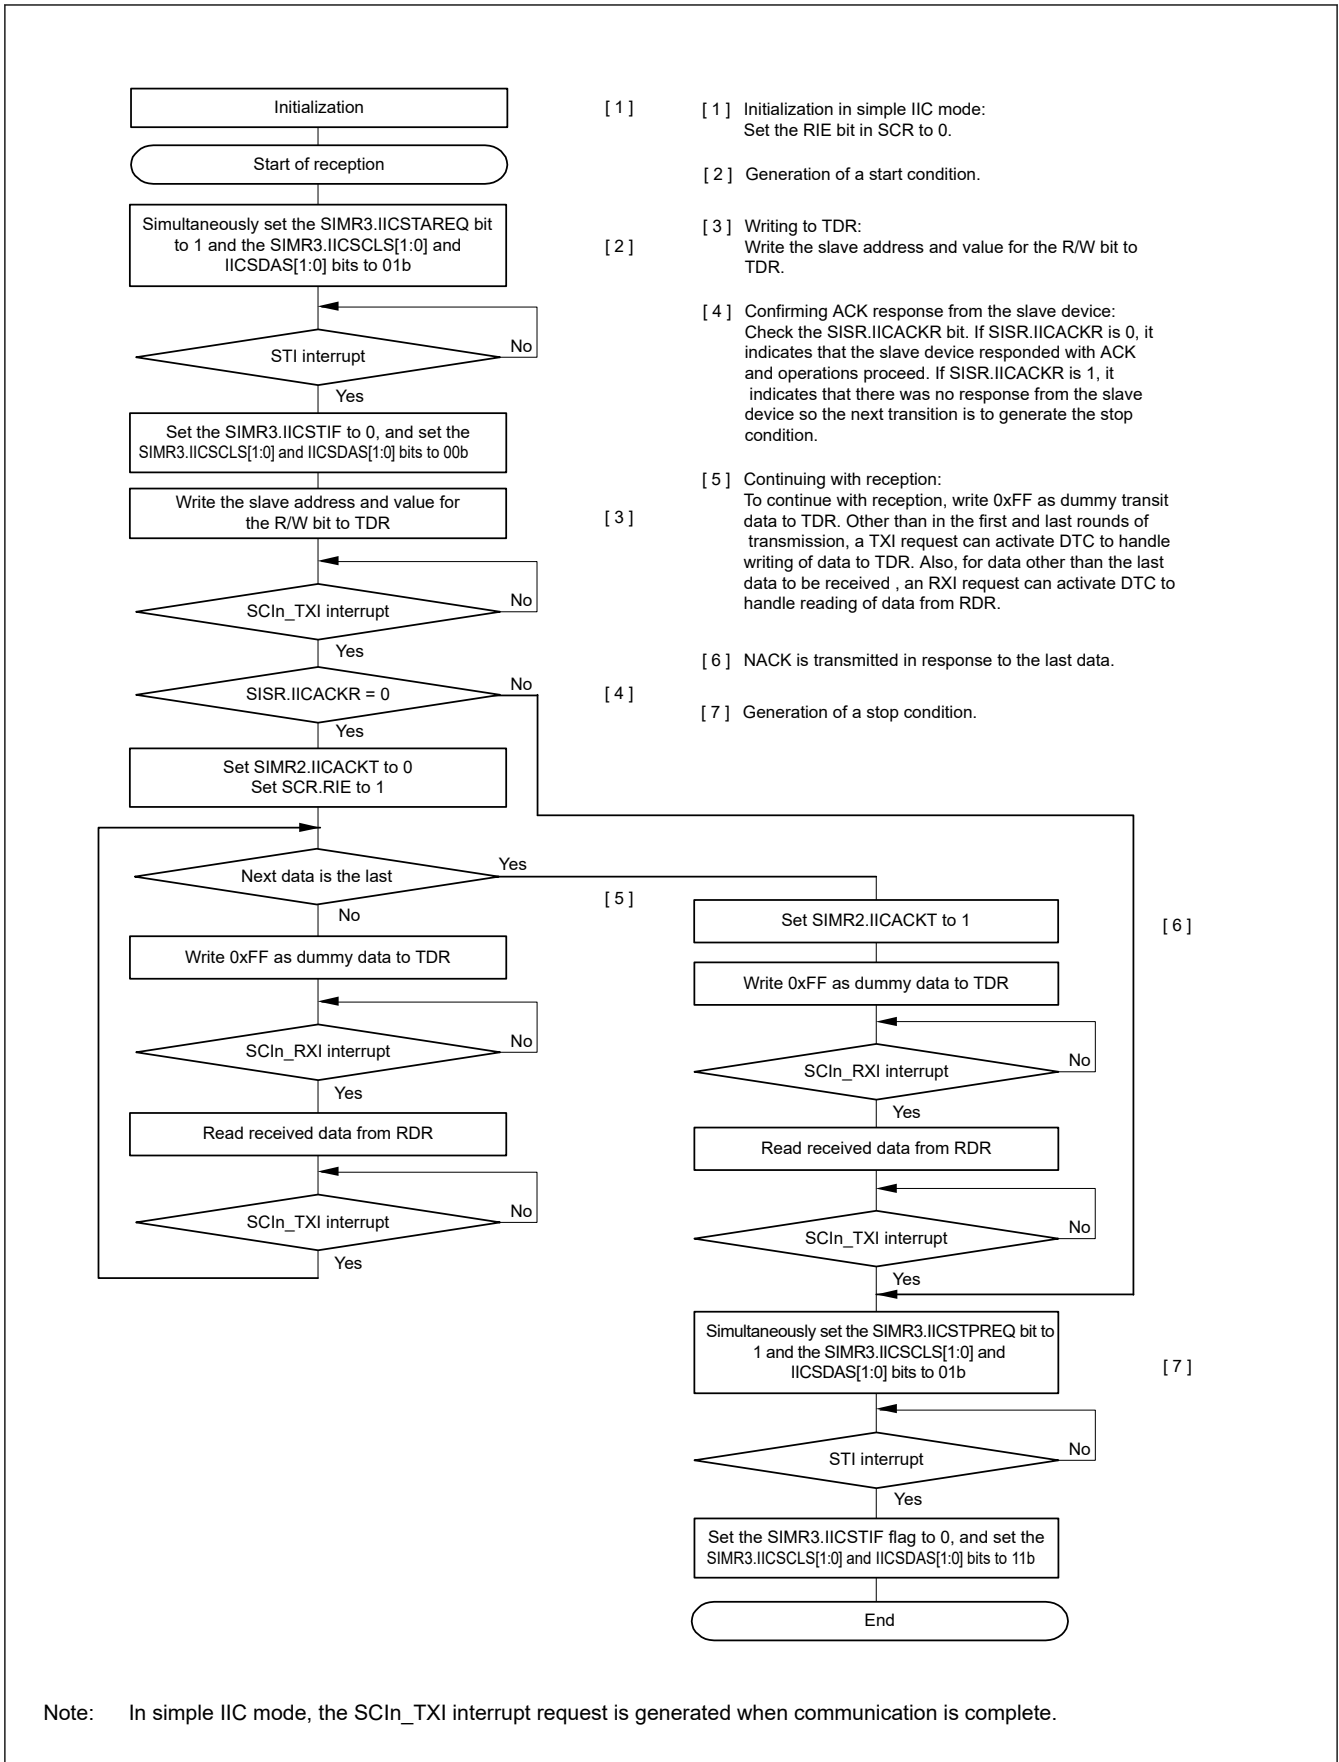 Initialization
[ 1 ]
Start of reception
Simultaneously set the SIMR3.IICSTAREQ bit
to 1 and the SIMR3.IICSCLS[1:0] and
IICSDAS[1:0] bits to 01b
[ 2 ]
STI interrupt
No
Yes
Set the SIMR3.IICSTIF to 0, and set the
SIMR3.IICSCLS[1:0] and IICSDAS[1:0] bits to 00b
Write the slave address and value for
the R/W bit to TDR
[ 3 ]
SCIn_TXI interrupt
No
Yes
SISR.IICACKR = 0
No
[ 4 ]
Yes
Set SIMR2.IICACKT to 0
Set SCR.RIE to 1
Next data is the last
Yes
[ 5 ]
No
Write 0xFF as dummy data to TDR
SCIn_RXI interrupt
No
Yes
Read received data from RDR
SCIn_TXI interrupt
No
Yes
[ 1 ] Initialization in simple IIC mode:
Set the RIE bit in SCR to 0.
[ 2 ] Generation of a start condition.
[ 3 ] Writing to TDR:
Write the slave address and value for the R/W bit to
TDR.
[ 4 ] Confirming ACK response from the slave device:
Check the SISR.IICACKR bit. If SISR.IICACKR is 0, it
indicates that the slave device responded with ACK
and operations proceed. If SISR.IICACKR is 1, it
indicates that there was no response from the slave
device so the next transition is to generate the stop
condition.
[ 5 ] Continuing with reception:
To continue with reception, write 0xFF as dummy transit
data to TDR. Other than in the first and last rounds of
transmission, a TXI request can activate DTC to handle
writing of data to TDR. Also, for data other than the last
data to be received , an RXI request can activate DTC to
handle reading of data from RDR.
[ 6 ] NACK is transmitted in response to the last data.
[ 7 ] Generation of a stop condition.
Set SIMR2.IICACKT to 1
[ 6 ]
Write 0xFF as dummy data to TDR
SCIn_RXI interrupt
No
Yes
Read received data from RDR
SCIn_TXI interrupt
No
Yes
Simultaneously set the SIMR3.IICSTPREQ bit to
1 and the SIMR3.IICSCLS[1:0] and
IICSDAS[1:0] bits to 01b
[ 7 ]
STI interrupt
No
Yes
Set the SIMR3.IICSTIF flag to 0, and set the
SIMR3.IICSCLS[1:0] and IICSDAS[1:0] bits to 11b
End
Note: In simple IIC mode, the SCIn_TXI interrupt request is generated when communication is complete.